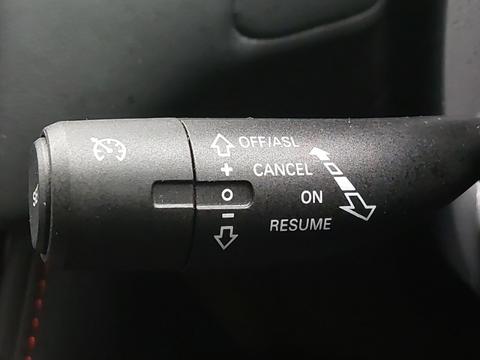 OFF/ASL
+ CANCEL
O ON
− RESUME